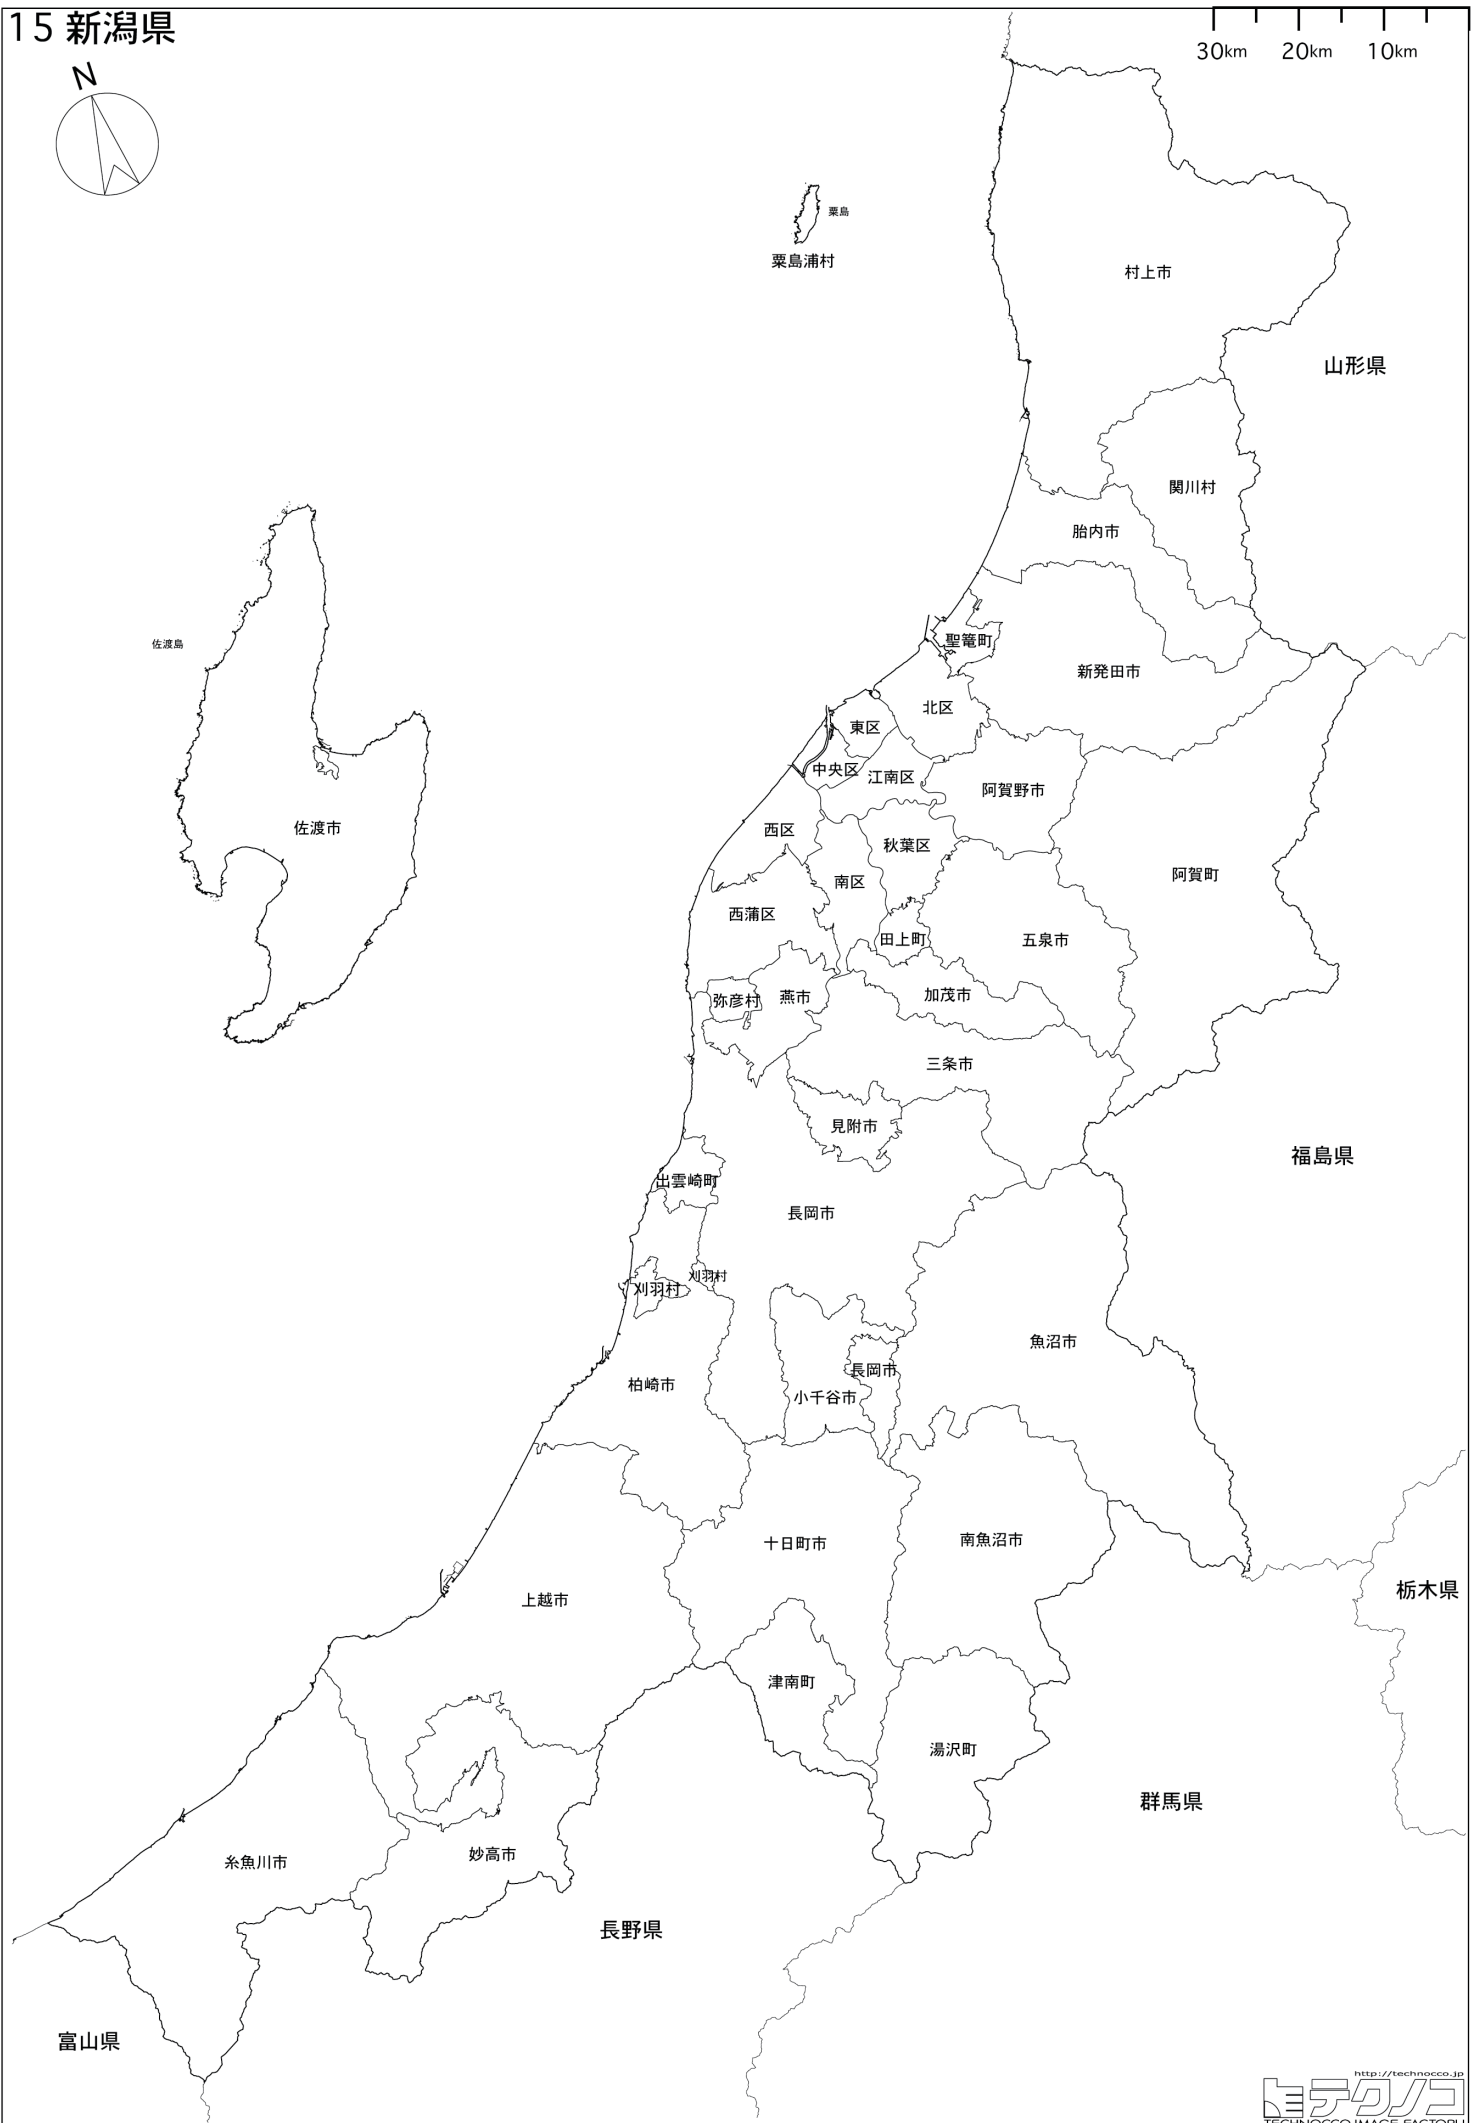 15 新潟県
N
30km 20km 10km
粟島
粟島浦村
村上市
山形県
関川村
胎内市
聖篭町
佐渡島
新発田市
北区
東区
中央区
江南区
阿賀野市
佐渡市
西区
秋葉区
阿賀町
南区
西蒲区
田上町
五泉市
弥彦村
燕市
加茂市
三条市
見附市
福島県
出雲崎町
長岡市
刈羽村
刈羽村
魚沼市
長岡市
柏崎市
小千谷市
十日町市
南魚沼市
栃木県
上越市
津南町
湯沢町
群馬県
妙高市
糸魚川市
長野県
富山県
http://technocco.jp
テクノコ
TECHNOCCO IMAGE FACTORY